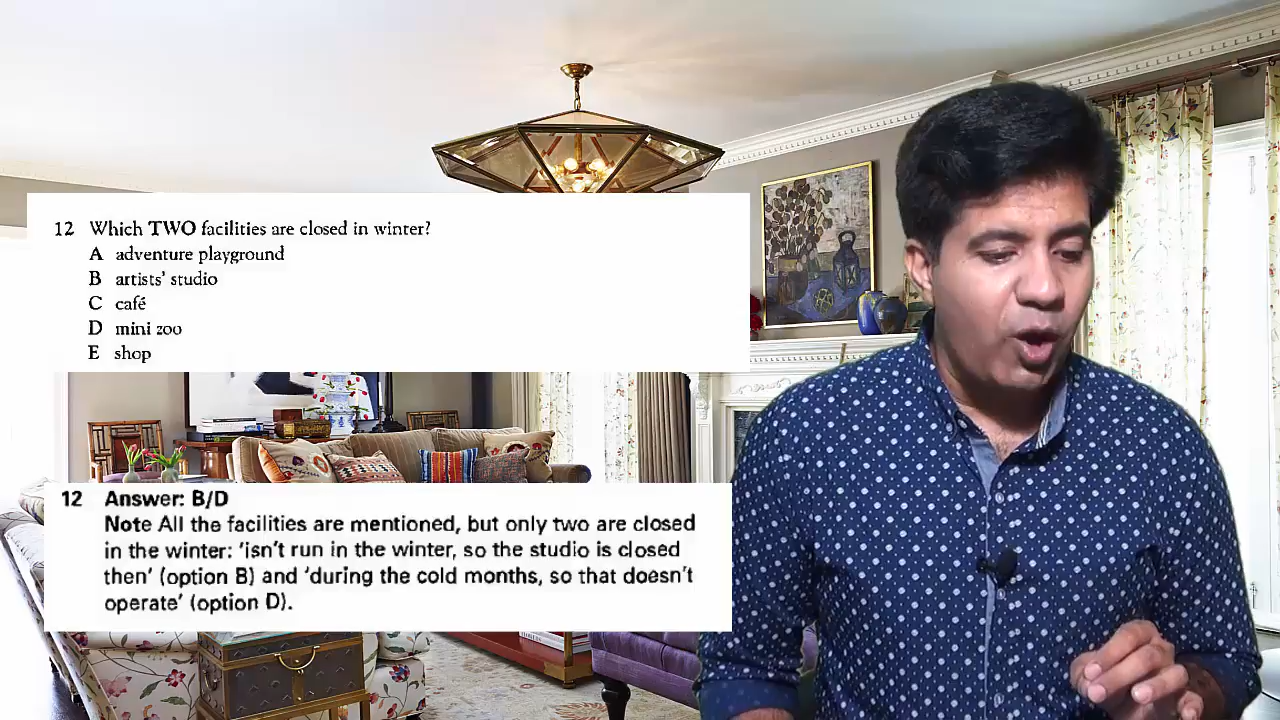 12 Which TWO facilities are closed in winter?
A adventure playground
B artists' studio
C café
D mini zoo
E shop
12 Answer: B/D
Note All the facilities are mentioned, but only two are closed
in the winter: 'isn't run in the winter, so the studio is closed
then' (option B) and 'during the cold months, so that doesn't
operate' (option D).